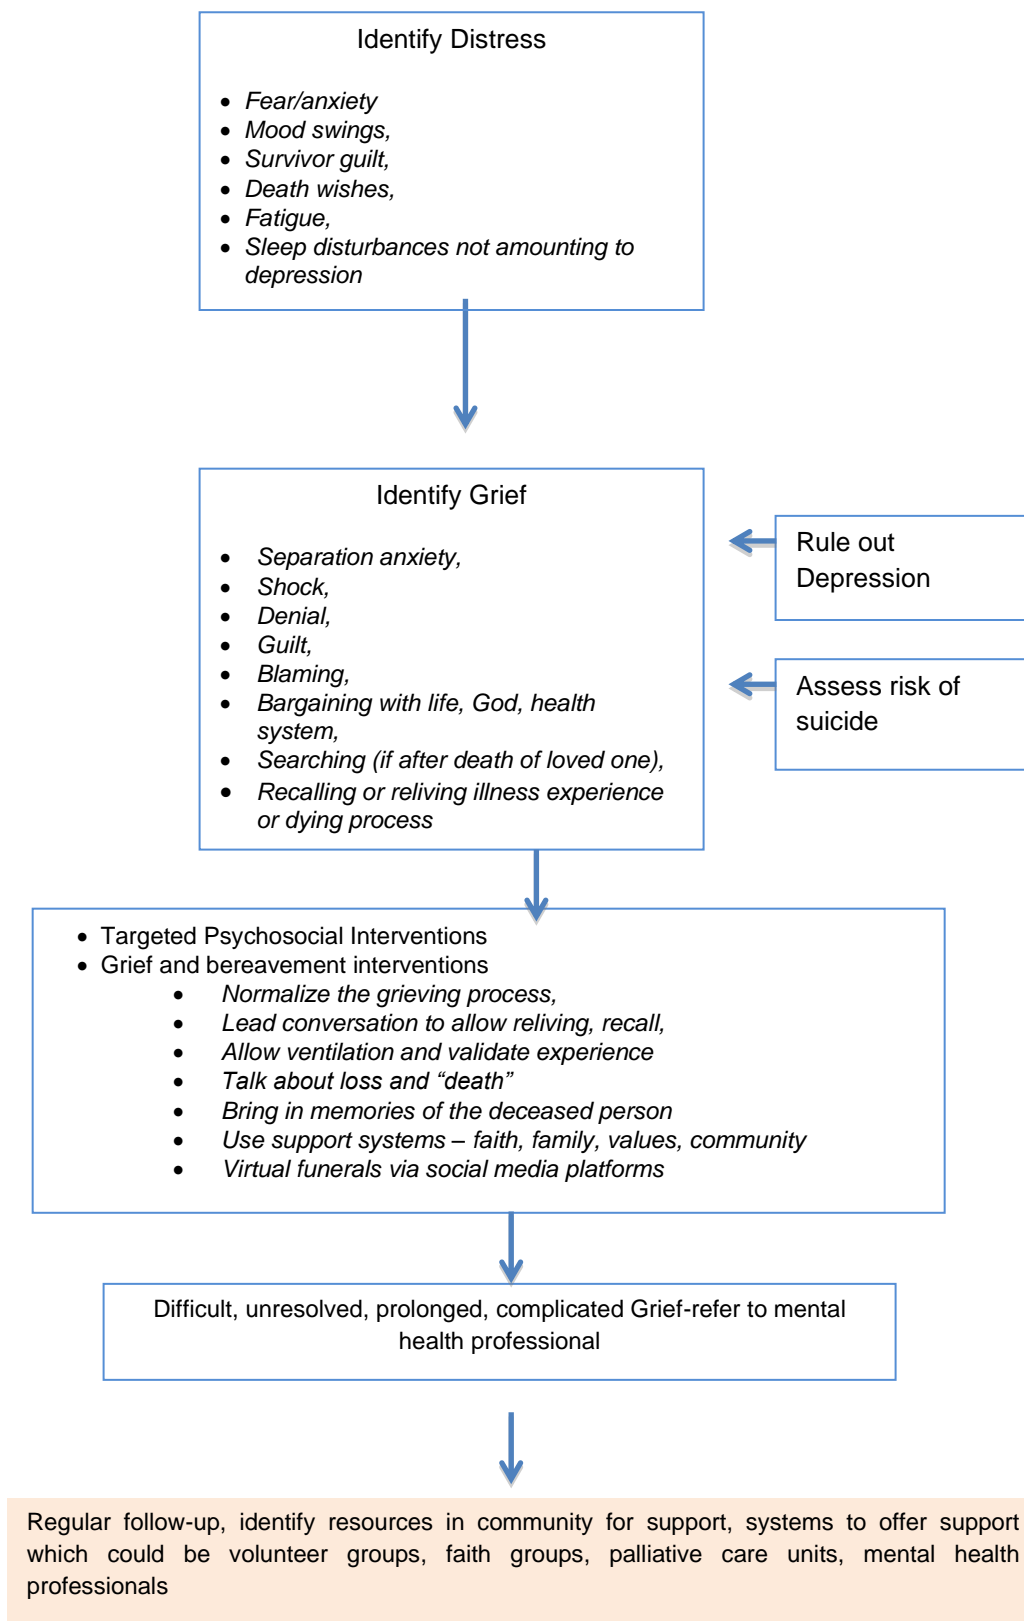 Identify Distress
• Fear/anxiety
• Mood swings,
• Survivor guilt,
• Death wishes,
• Fatigue,
• Sleep disturbances not amounting to
depression
Identify Grief
• Separation anxiety,
• Shock,
• Denial,
• Guilt,
• Blaming,
• Bargaining with life, God, health
system,
• Searching (if after death of loved one),
• Recalling or reliving illness experience
or dying process
Rule out
Depression
Assess risk of
suicide
• Targeted Psychosocial Interventions
• Grief and bereavement interventions
• Normalize the grieving process,
• Lead conversation to allow reliving, recall,
• Allow ventilation and validate experience
• Talk about loss and “death”
• Bring in memories of the deceased person
• Use support systems – faith, family, values, community
• Virtual funerals via social media platforms
Difficult, unresolved, prolonged, complicated Grief-refer to mental
health professional
Regular follow-up, identify resources in community for support, systems to offer support
which could be volunteer groups, faith groups, palliative care units, mental health
professionals